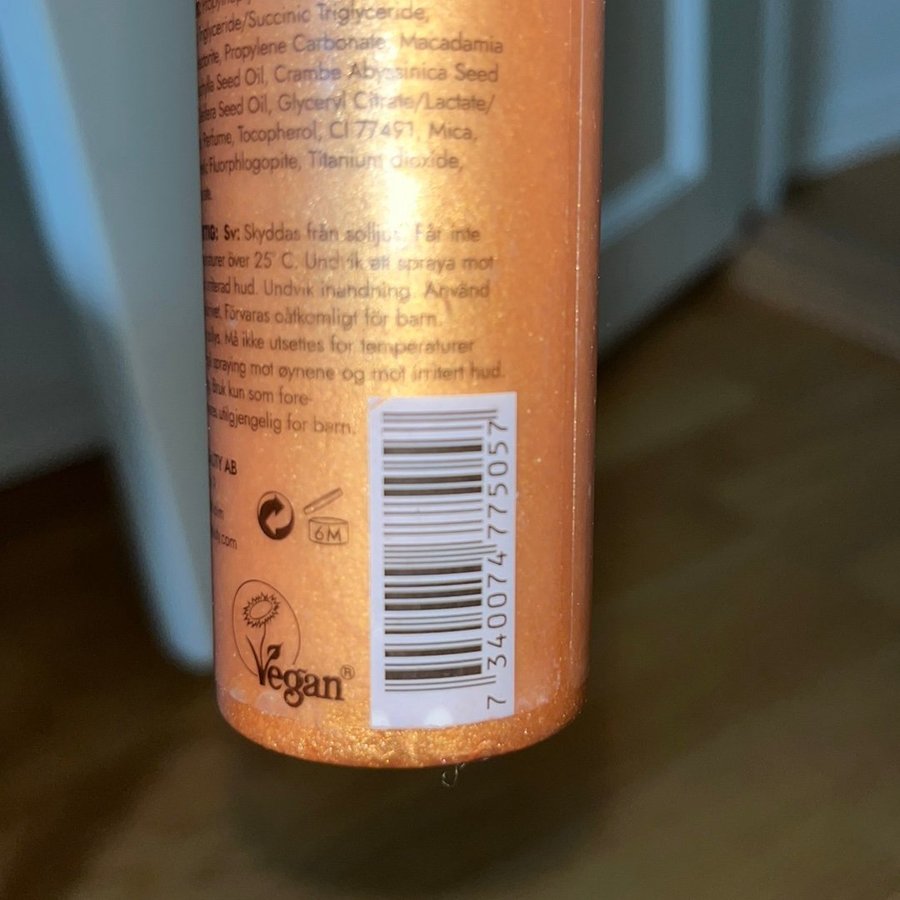 Triglyceride/Succinic Triglyceride,
Propylene Carbonate, Macadamia
Seed Oil, Crambe Abyssinica Seed
Seed Oil, Glyceryl Citrate/Lactate/
Perfume, Tocopherol, CI 77491, Mica,
Fluorphlogopite, Titanium dioxide,
Sv: Skyddas från solljus. Får inte
över 25° C. Undvik att spraya mot
hud. Undvik inandning. Använd
Förvaras oåtkomligt för barn.
Må ikke utsettes for temperaturer
spraying mot øynene og mot irritert hud.
Bruk kun som fore-
utilgjengelig for barn.
AB
6M
Vegan®
7 340074 775057